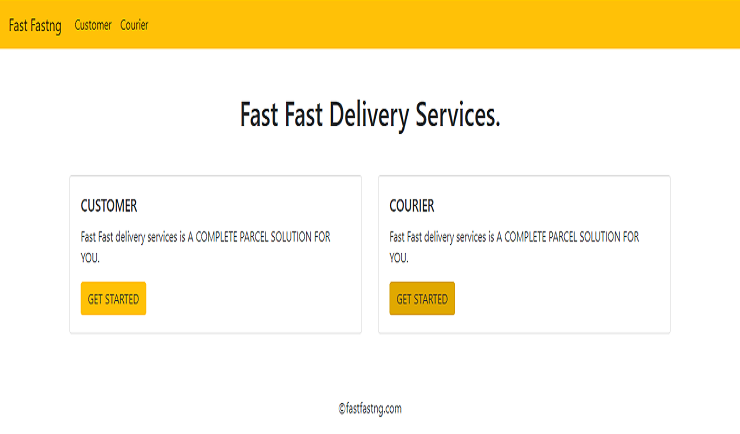 Fast Fastng Customer Courier
Fast Fast Delivery Services.
CUSTOMER
Fast Fast delivery services is A COMPLETE PARCEL SOLUTION FOR
YOU.
GET STARTED
COURIER
Fast Fast delivery services is A COMPLETE PARCEL SOLUTION FOR
YOU.
GET STARTED
©fastfastng.com